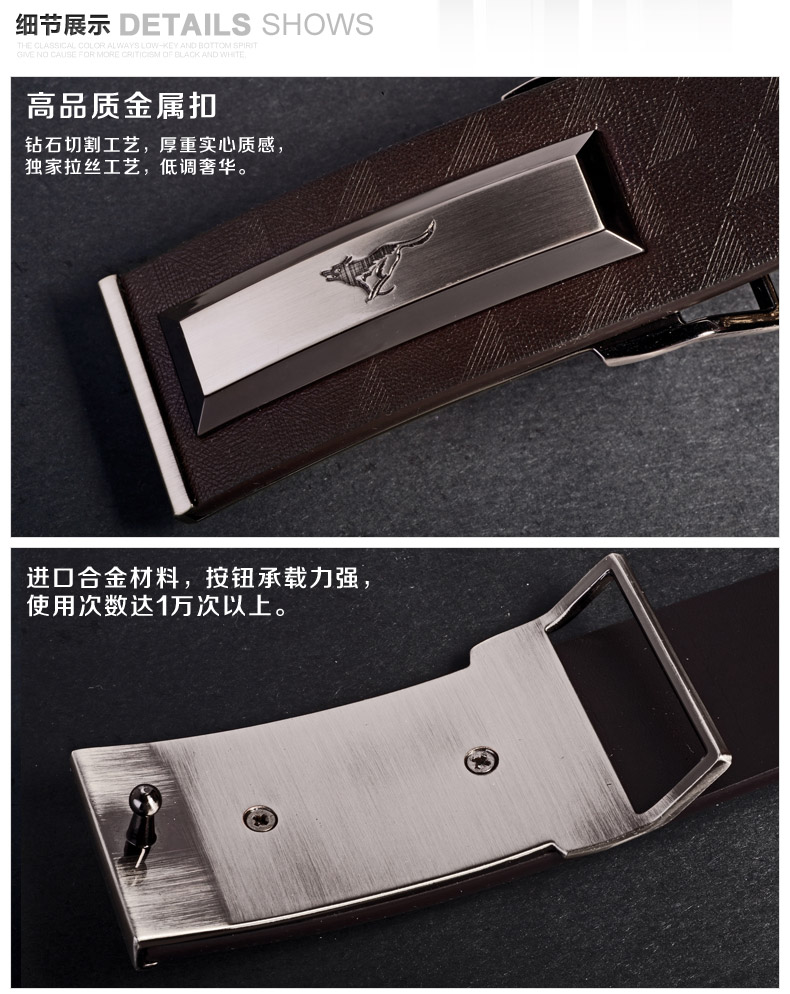 细节展示 DETAILS SHOWS
THE CLASSICAL COLOR ALWAYS LOW-KEY AND BOTTOM SPIRIT
GIVE NO CAUSE FOR MORE CRITICISM OF BLACK AND WHITE
高品质金属扣
钻石切割工艺，厚重实心质感，
独家拉丝工艺，低调奢华。
进口合金材料，按钮承载力强，
使用次数达1万次以上。